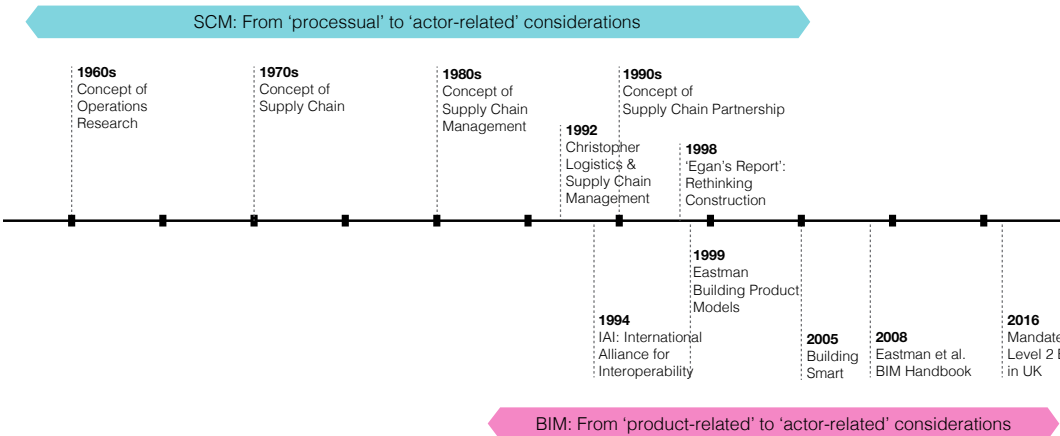 SCM: From ‘processual’ to ‘actor-related’ considerations
1960s
Concept of
Operations
Research
1970s
Concept of
Supply Chain
1980s
Concept of
Supply Chain
Management
1990s
Concept of
Supply Chain Partnership
1992
Christopher
Logistics &
Supply Chain
Management
1998
‘Egan’s Report’:
Rethinking
Construction
1994
IAI: International
Alliance for
Interoperability
1999
Eastman
Building Product
Models
2005
Building
Smart
2008
Eastman et al.
BIM Handbook
2016
Mandate
Level 2
in UK
BIM: From ‘product-related’ to ‘actor-related’ considerations